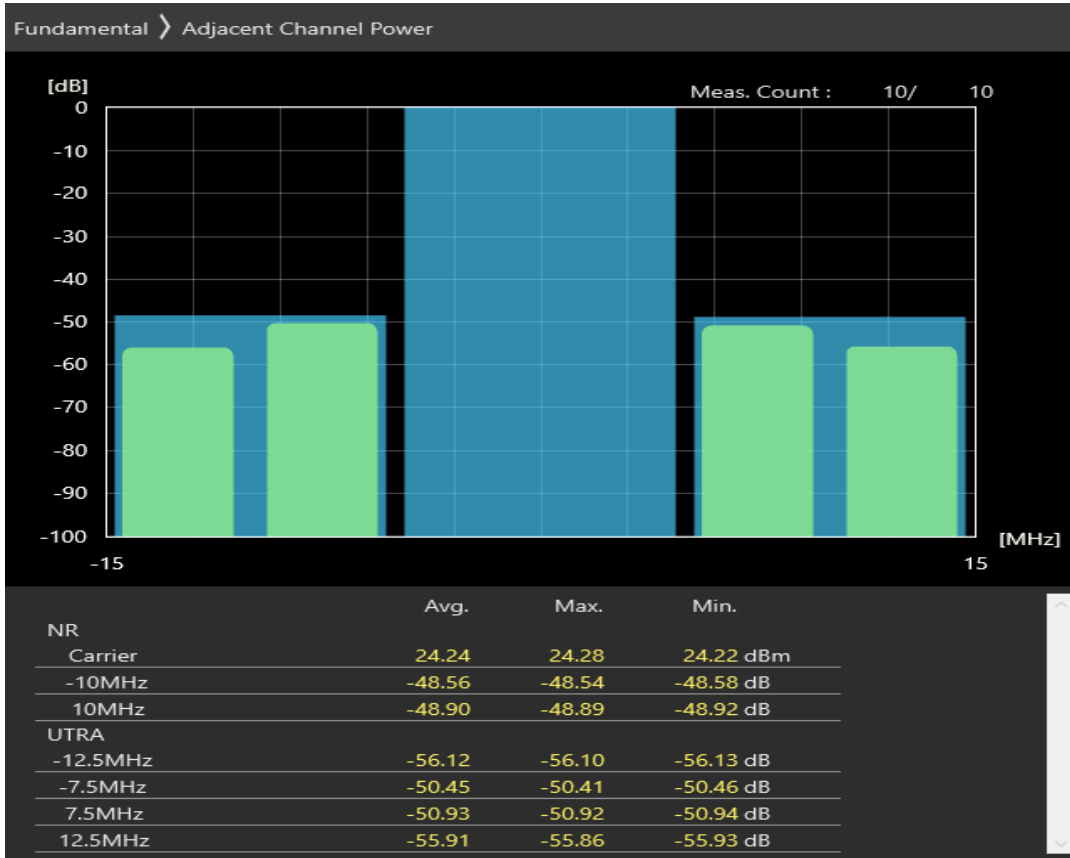 Fundamental ❯ Adjacent Channel Power
[dB]
Meas. Count : 10/ 10
0
-10
-20
-30
-40
-50
-60
-70
-80
-90
-100
[MHz]
-15 15
Avg. Max. Min.
NR
Carrier 24.24 24.28 24.22 dBm
-10MHz -48.56 -48.54 -48.58 dB
10MHz -48.90 -48.89 -48.92 dB
UTRA
-12.5MHz -56.12 -56.10 -56.13 dB
-7.5MHz -50.45 -50.41 -50.46 dB
7.5MHz -50.93 -50.92 -50.94 dB
12.5MHz -55.91 -55.86 -55.93 dB